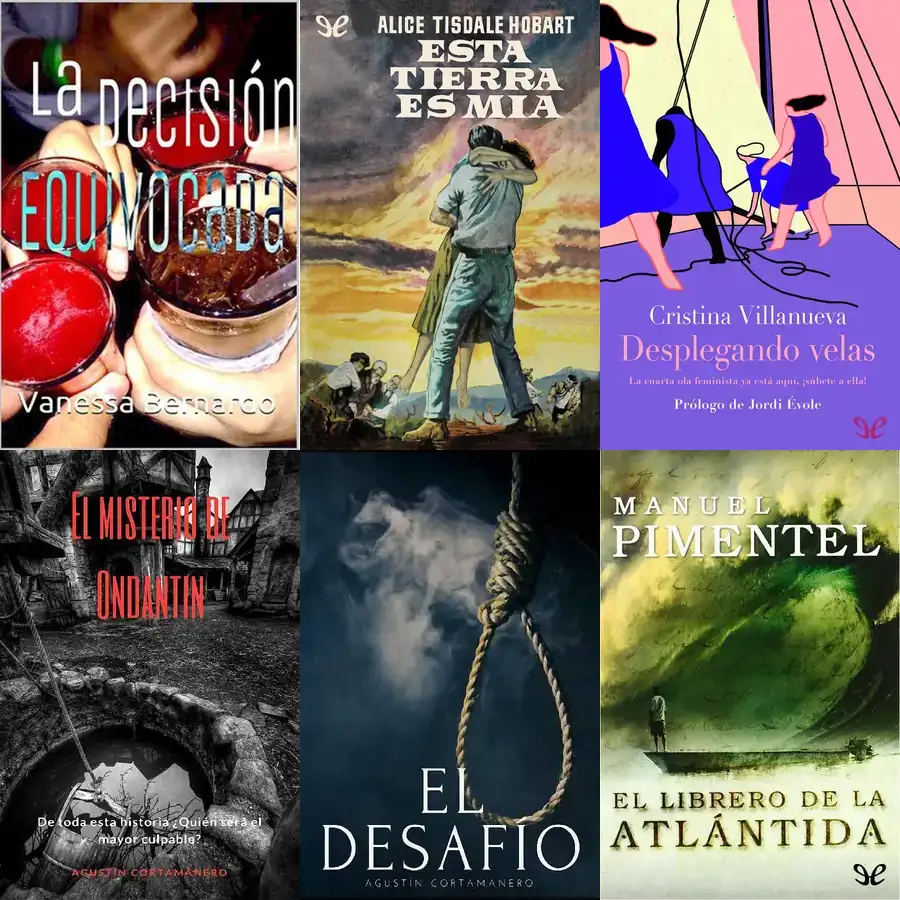 La Decisión
EQUIVOCADA
Vanessa Bernardo
ALICE TISDALE HOBART
ESTA
TIERRA
ES MIA
Cristina Villanueva
Desplegando velas
La cuarta ola feminista ya está aquí, ¡súbete a ella!
Prólogo de Jordi Évole
El misterio de
Ondantin
De toda esta historia ¿Quién será el
mayor culpable?
AGUSTÍN CORTAMANERO
EL
DESAFIO
AGUSTÍN CORTAMANERO
MANUEL
PIMENTEL
EL LIBRERO DE LA
ATLÁNTIDA